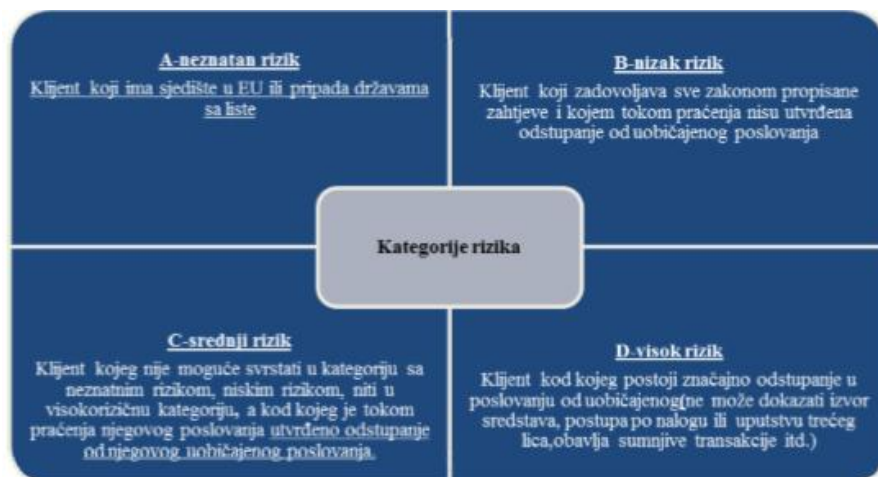 A-neznatan rizik
Klijent koji ima sjedište u EU ili pripada državama
sa liste
B-nizak rizik
Klijent koji zadovoljava sve zakonom propisane
zahtjeve i kojem tokom praćenja nisu utvrđena
odstupanje od uobičajenog poslovanja
Kategorije rizika
C-srednji rizik
Klijent kojeg nije moguće svrstati u kategoriju sa
neznatnim rizikom, niskim rizikom, niti u
visokorizičnu kategoriju, a kod kojeg je tokom
praćenja njegovog poslovanja utvrđeno odstupanje
od njegovog uobičajenog poslovanja.
D-visok rizik
Klijent kod kojeg postoji značajno odstupanje u
poslovanju od uobičajenog(ne može dokazati izvor
sredstava, postupa po nalogu ili uputstvu trećeg
lica,obavlja sumnjive transakcije itd.)